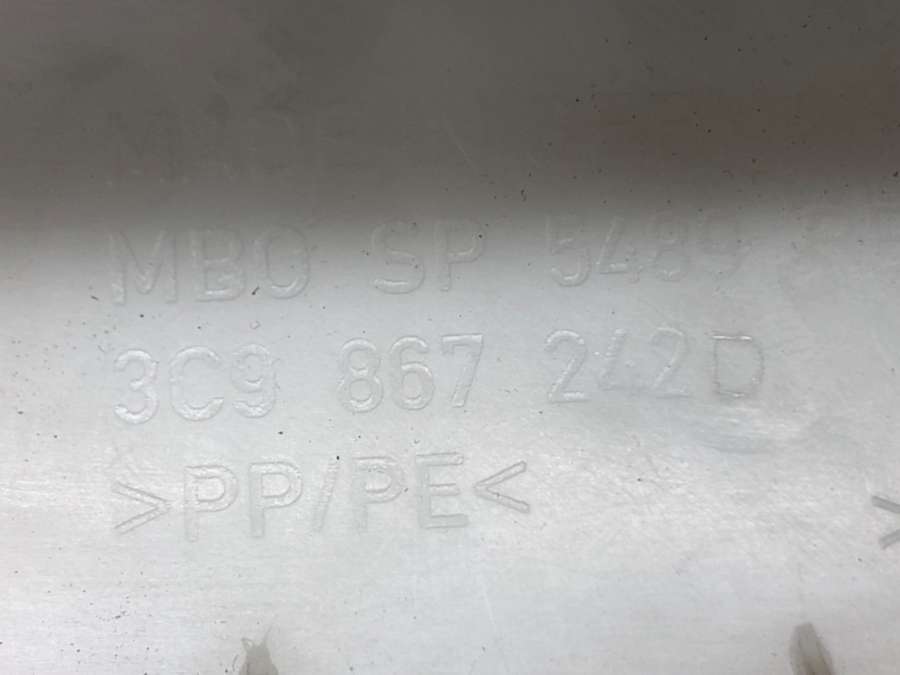 MBO SP 5489
3C9 867 242D
>PP/PE<